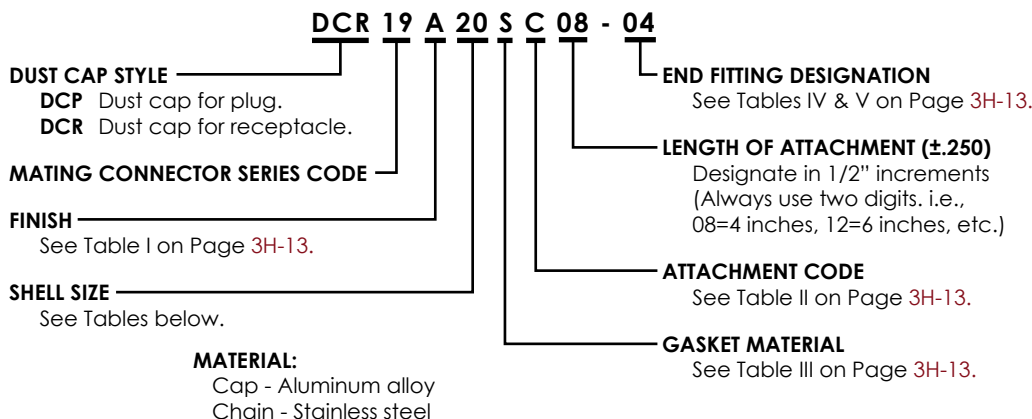 DCR 19 A 20 S C 08 - 04
DUST CAP STYLE
DCP Dust cap for plug.
DCR Dust cap for receptacle.
MATING CONNECTOR SERIES CODE
FINISH
See Table I on Page 3H-13.
SHELL SIZE
See Tables below.
MATERIAL:
Cap - Aluminum alloy
Chain - Stainless steel
END FITTING DESIGNATION
See Tables IV & V on Page 3H-13.
LENGTH OF ATTACHMENT (±.250)
Designate in 1/2" increments
(Always use two digits. i.e.,
08=4 inches, 12=6 inches, etc.)
ATTACHMENT CODE
See Table II on Page 3H-13.
GASKET MATERIAL
See Table III on Page 3H-13.